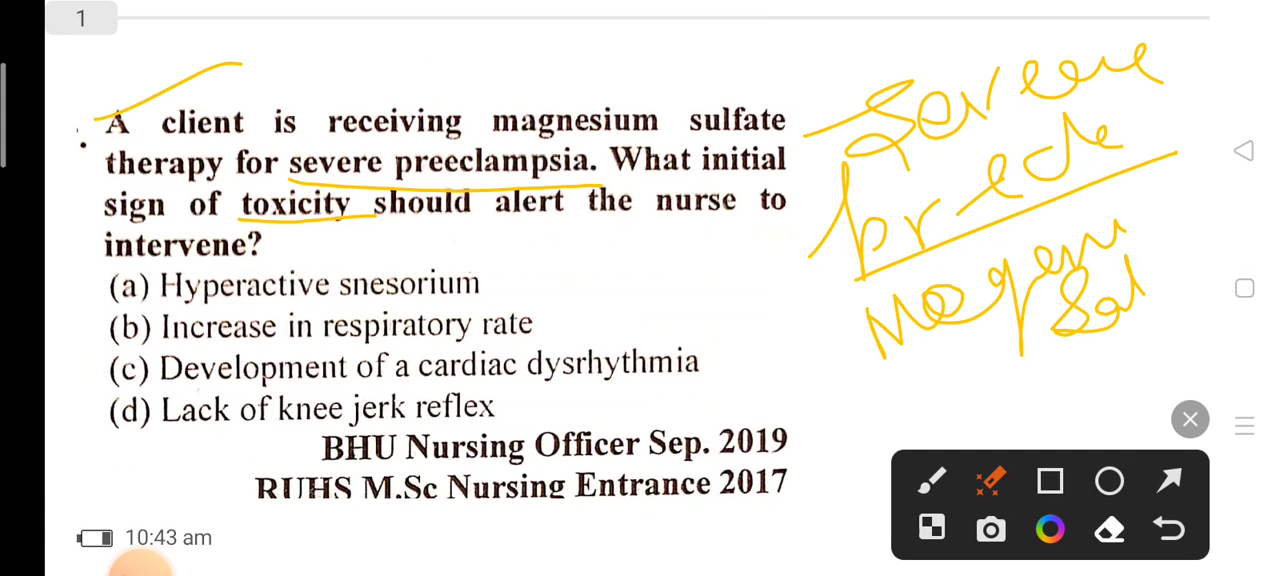 1
A client is receiving magnesium sulfate
therapy for severe preeclampsia. What initial
sign of toxicity should alert the nurse to
intervene?
(a) Hyperactive snesorium
(b) Increase in respiratory rate
(c) Development of a cardiac dysrhythmia
(d) Lack of knee jerk reflex
BHU Nursing Officer Sep. 2019
RUHS M.Sc Nursing Entrance 2017
10:43 am
Severe